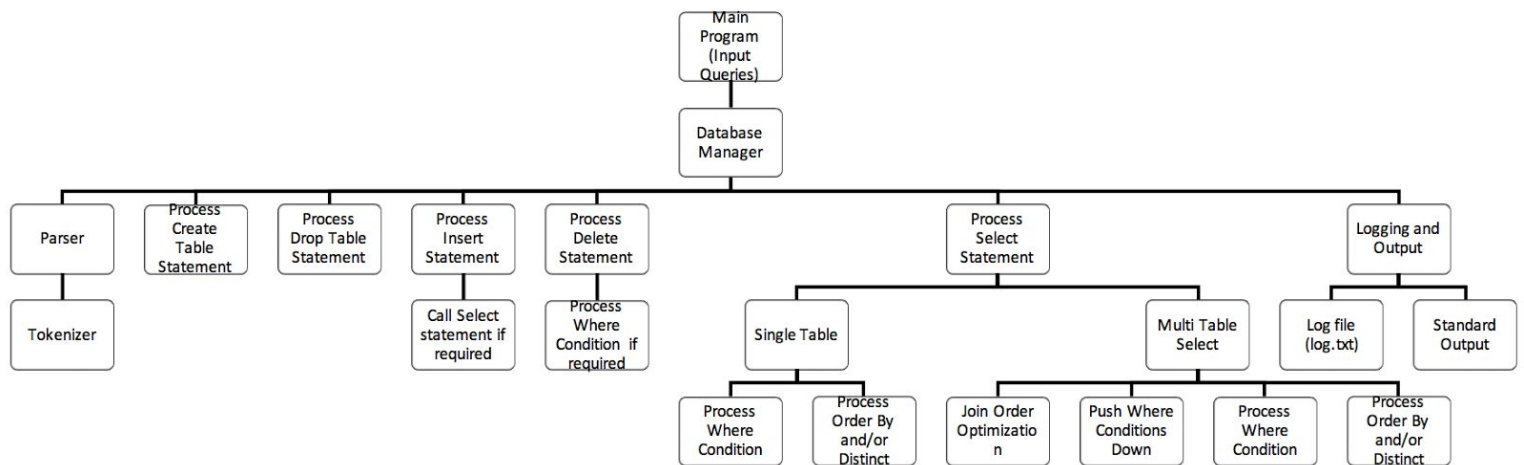 Main
Program
(Input
Queries)
Database
Manager
Parser
Process
Create
Table
Statement
Process
Drop Table
Statement
Process
Insert
Statement
Process
Delete
Statement
Process
Select
Statement
Logging and
Output
Tokenizer
Call Select
statement if
required
Process
Where
Condition if
required
Single Table
Multi Table
Select
Log file
(log.txt)
Standard
Output
Process
Where
Condition
Process
Order By
and/or
Distinct
Join Order
Optimizatio
n
Push Where
Conditions
Down
Process
Where
Condition
Process
Order By
and/or
Distinct